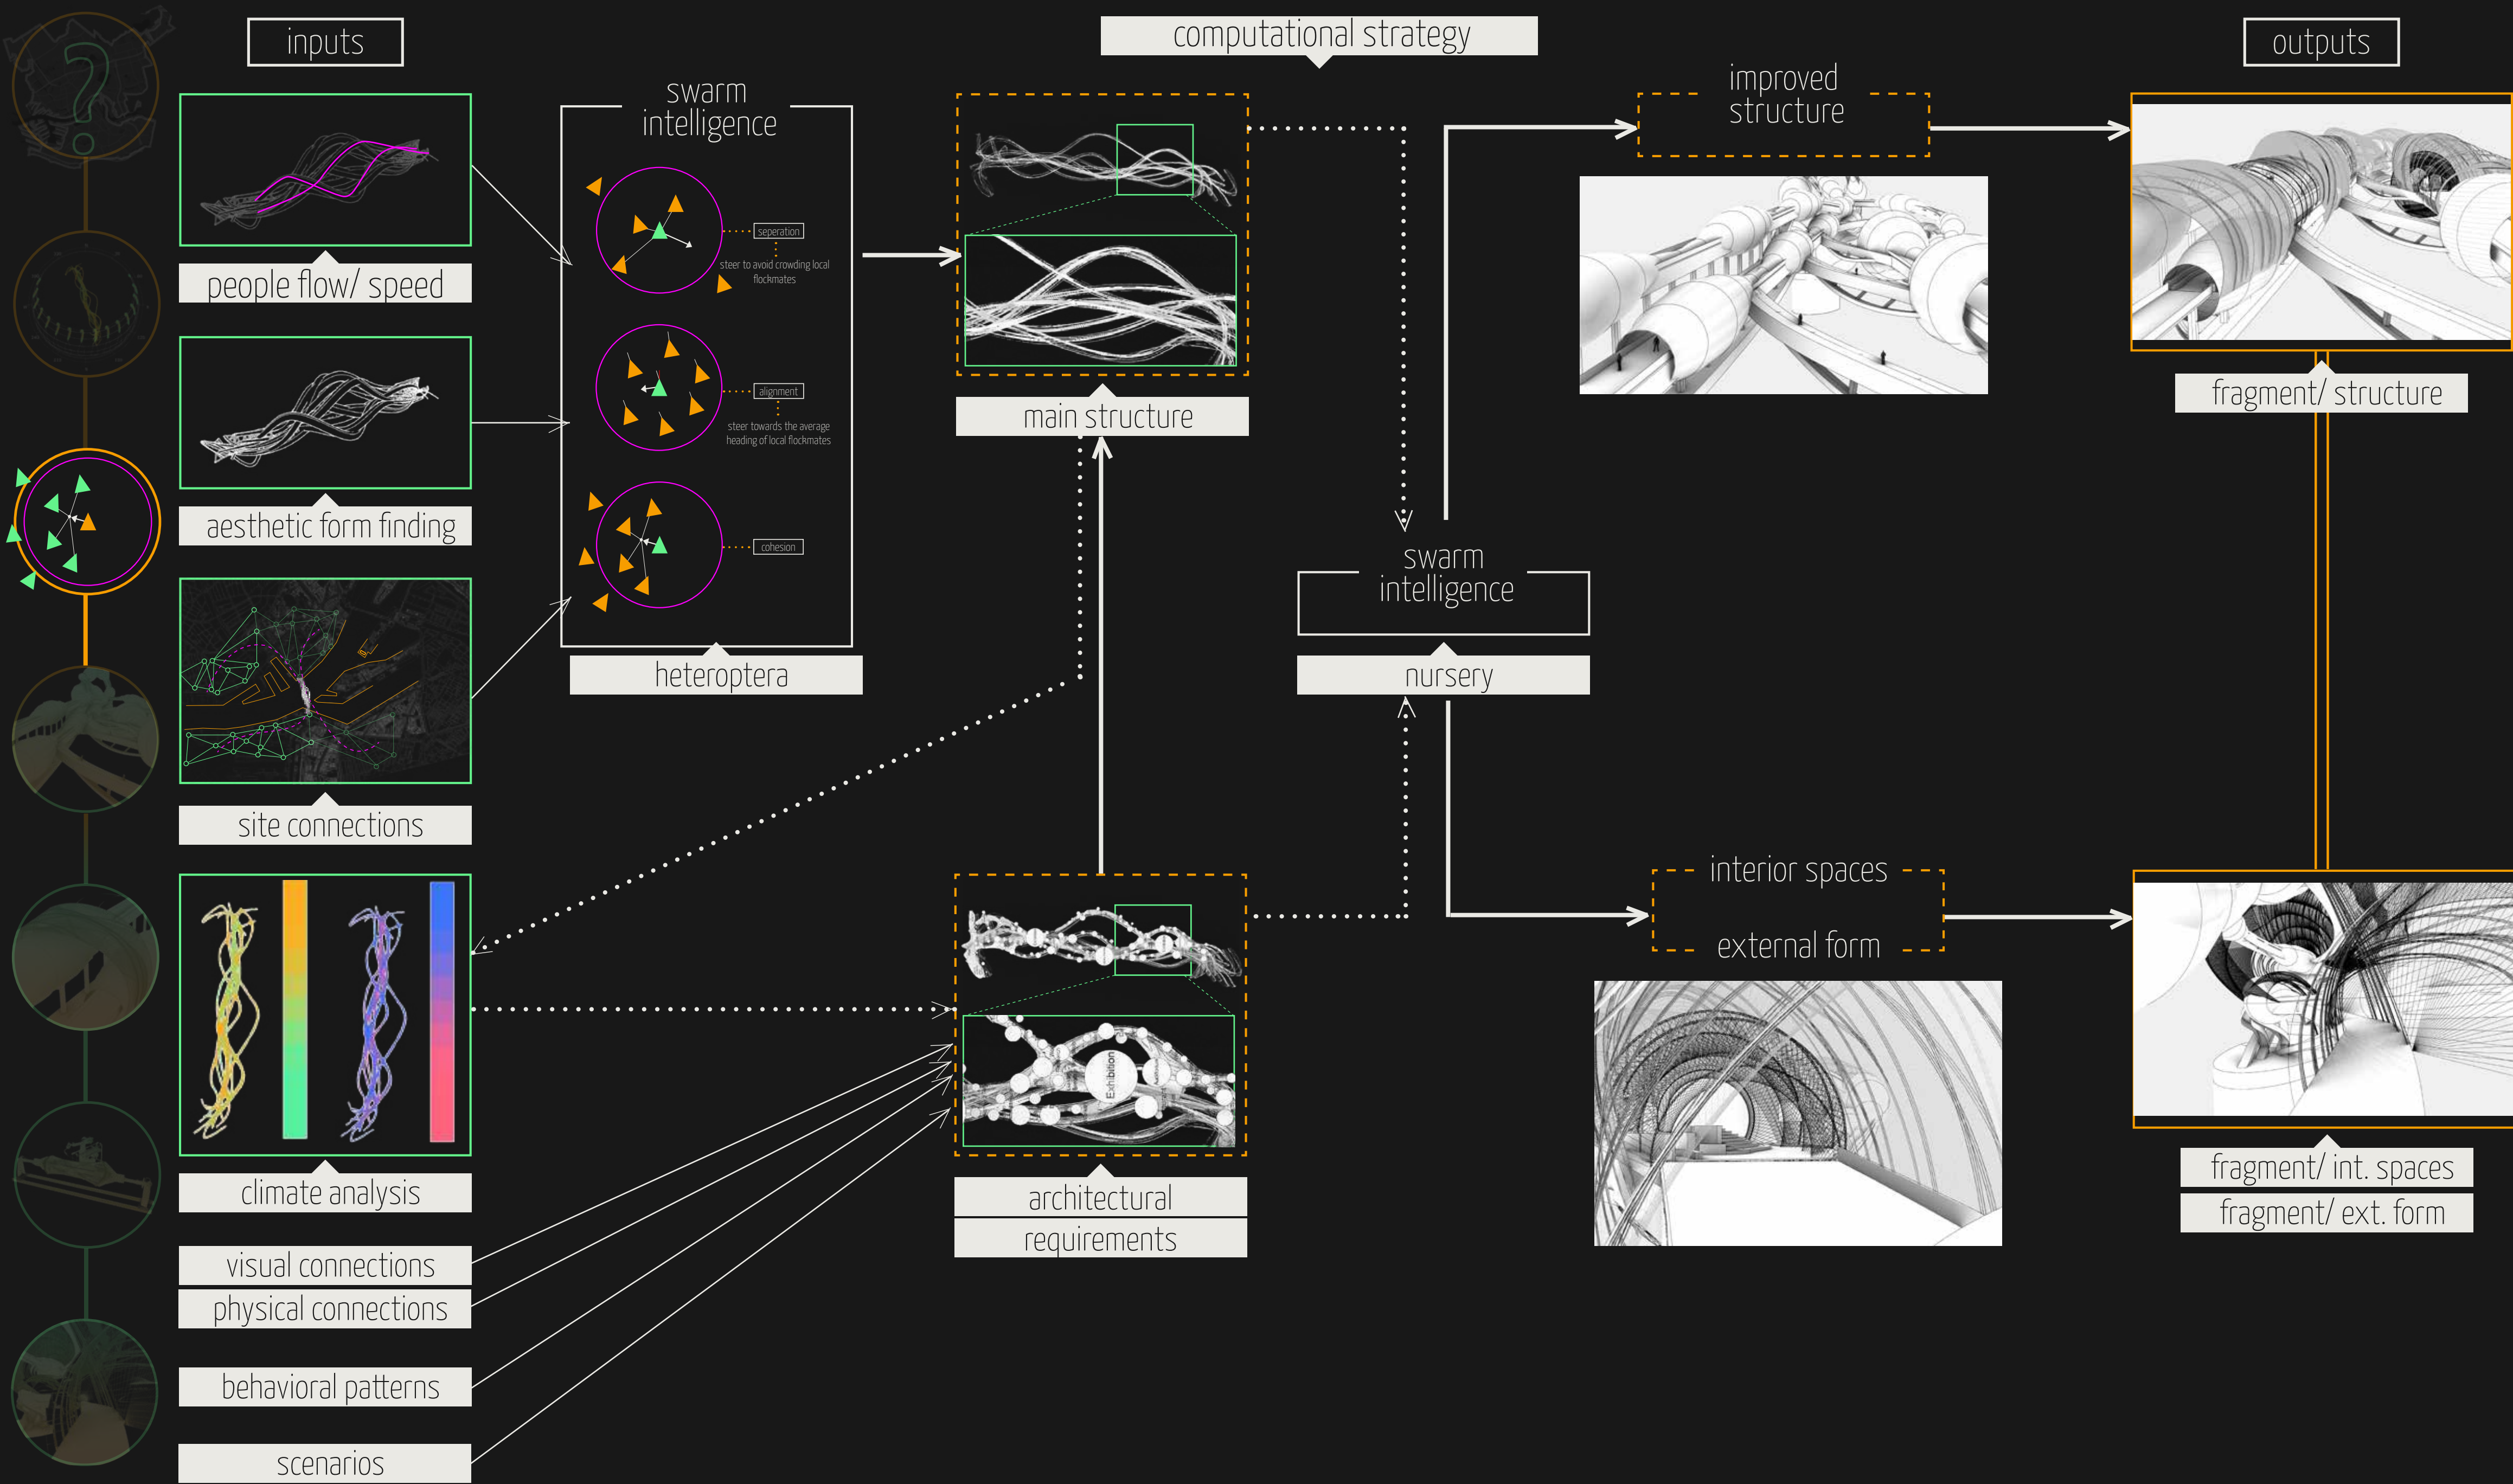 inputs
computational strategy
outputs
people flow/ speed
aesthetic form finding
site connections
climate analysis
visual connections
physical connections
behavioral patterns
scenarios
swarm
intelligence
seperation
steer to avoid crowding local
flockmates
alignment
steer towards the average
heading of local flockmates
cohesion
heteroptera
main structure
Exhibition
architectural
requirements
swarm
intelligence
nursery
improved
structure
interior spaces
external form
fragment/ structure
fragment/ int. spaces
fragment/ ext. form
?